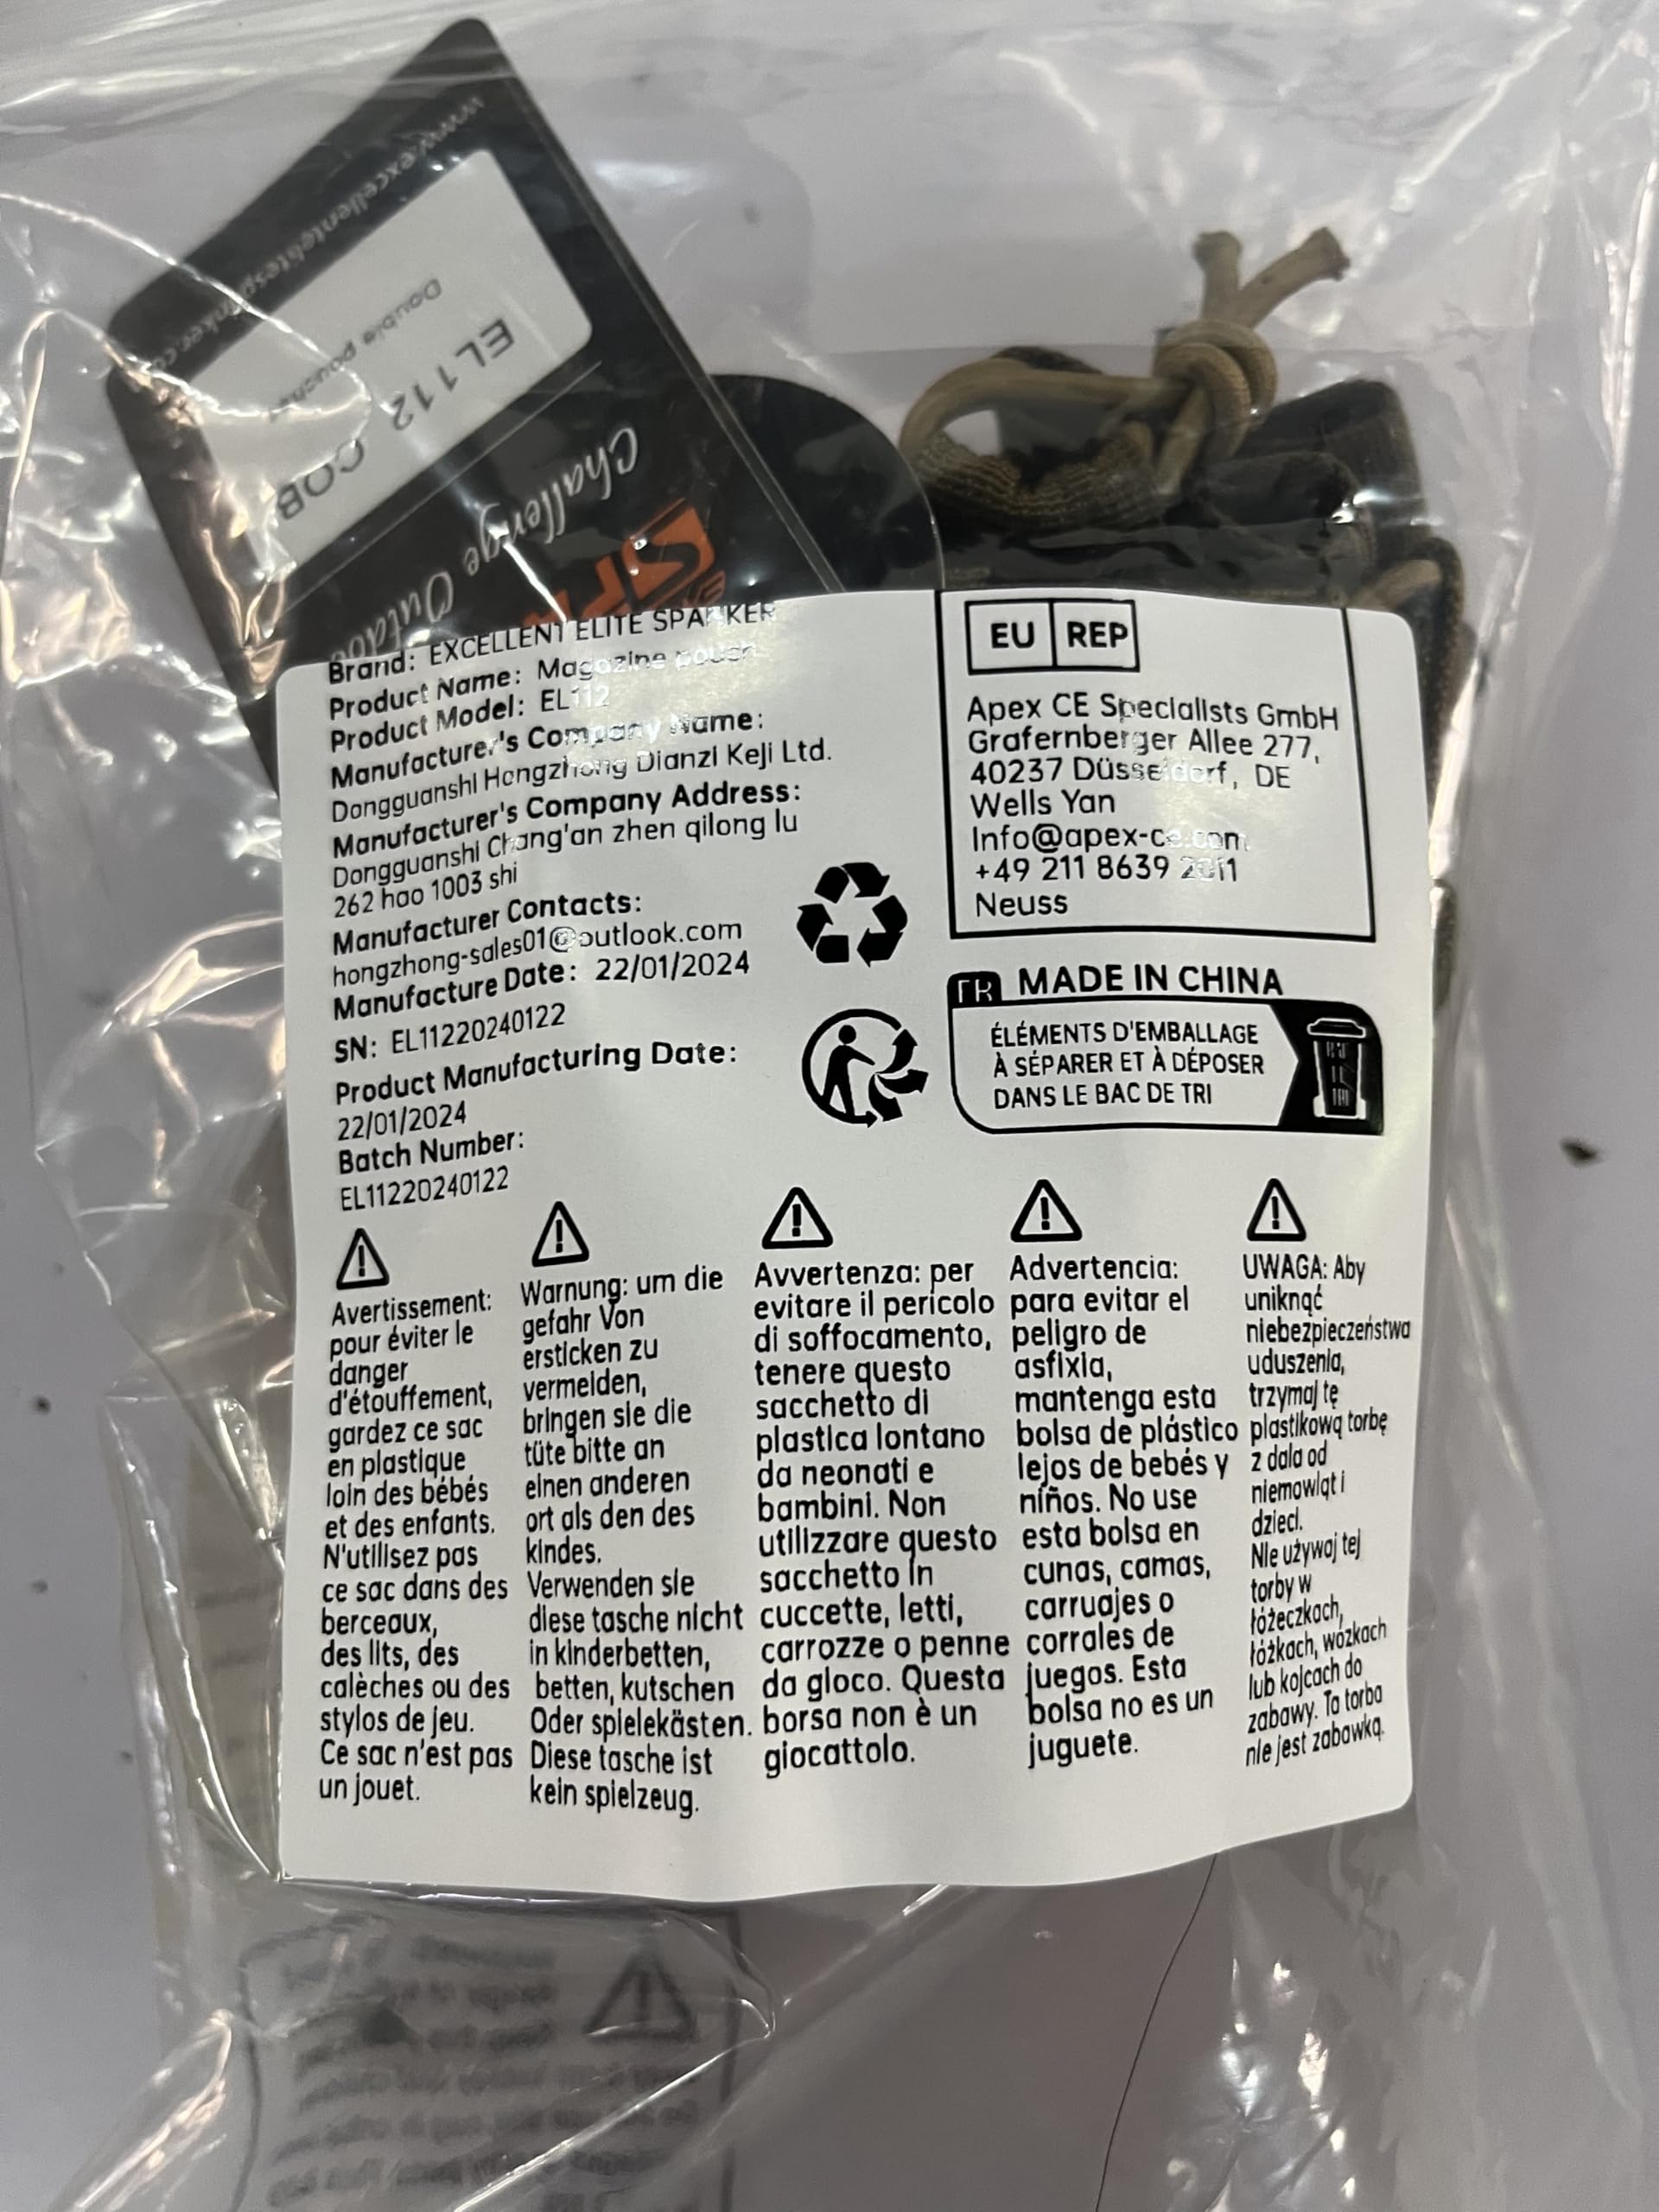 EL 112 COB
Double pouches
Challenge Outdoor
Brand: EXCELLENT ELITE SPANKER
Product Name: Magazine pouch
Product Model: EL112
Manufacturer's Company Name:
Dongguanshi Hongzhong Dianzi Keji Ltd.
Manufacturer's Company Address:
Dongguanshi Chang'an zhen qilong lu
262 hao 1003 shi
Manufacturer Contacts:
hongzhong-sales01@outlook.com
Manufacture Date: 22/01/2024
SN: EL11220240122
Product Manufacturing Date:
22/01/2024
Batch Number:
EL11220240122
EU REP
Apex CE Specialists GmbH
Grafernberger Allee 277,
40237 Düsseldorf, DE
Wells Yan
Info@apex-ce.com
+49 211 8639
Neuss
FR MADE IN CHINA
ÉLÉMENTS D'EMBALLAGE
À SÉPARER ET À DÉPOSER
DANS LE BAC DE TRI
Avertissement:
pour éviter le
danger
d'étouffement,
gardez ce sac
en plastique
loin des bébés
et des enfants.
N'utilisez pas
ce sac dans des
berceaux,
des lits, des
calèches ou des
stylos de jeu.
Ce sac n'est pas
un jouet.
Warnung: um die
gefahr Von
ersticken zu
vermeiden,
bringen sie die
tüte bitte an
einen anderen
ort als den des
kindes.
Verwenden sie
diese tasche nicht
in kinderbetten,
betten, kutschen
Oder spielekästen.
Diese tasche ist
kein spielzeug.
Avvertenza: per
evitare il pericolo
di soffocamento,
tenere questo
sacchetto di
plastica lontano
da neonati e
bambini. Non
utilizzare questo
sacchetto in
cuccette, letti,
carrozze o penne
da gioco. Questa
borsa non è un
giocattolo.
Advertencia:
para evitar el
peligro de
asfixia,
mantenga esta
bolsa de plástico
lejos de bebés y
niños. No use
esta bolsa en
cunas, camas,
carruajes o
corrales de
juegos. Esta
bolsa no es un
juguete.
UWAGA: Aby
uniknąć
niebezpieczeństwa
uduszenia,
trzymaj tę
plastikową torbę
z dala od
niemowląt i
dzieci.
Nie używaj tej
torby w
łóżeczkach,
łóżkach, wózkach
lub kojcach do
zabawy. Ta torba
nie jest zabawką.